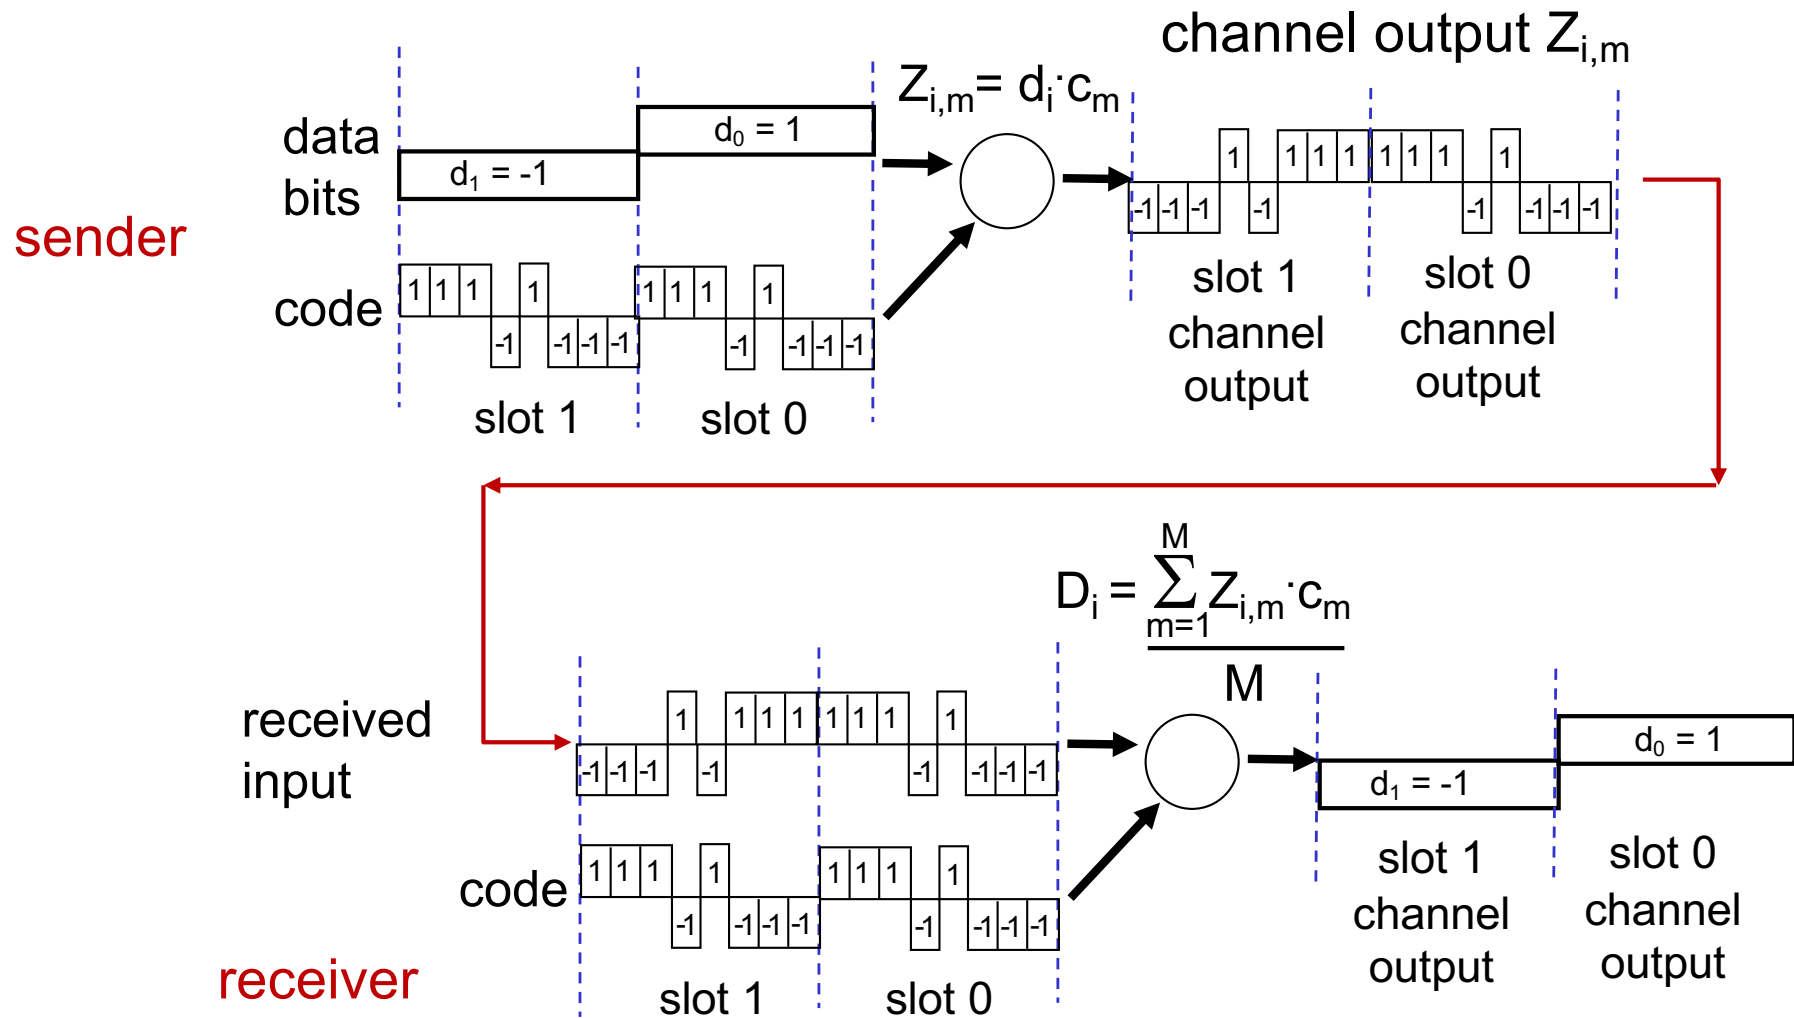 channel output Z_{i,m}
Z_{i,m}= d_i·c_m
data
bits
d_0 = 1
d_1 = -1
sender
1 1 1 -1 1 -1 -1 -1 1 1 1 -1 1 -1 -1 -1
code
slot 1
slot 0
-1 -1 -1 1 -1 1 1 1 1 1 1 -1 1 -1 -1 -1
slot 1
channel
output
slot 0
channel
output
D_i = Σ_{m=1}^{M} Z_{i,m}·c_m
M
received
input
-1 -1 -1 1 -1 1 1 1 1 1 1 -1 1 -1 -1 -1
code
1 1 1 -1 1 -1 -1 -1 1 1 1 -1 1 -1 -1 -1
receiver
slot 1
slot 0
d_0 = 1
d_1 = -1
slot 1
channel
output
slot 0
channel
output